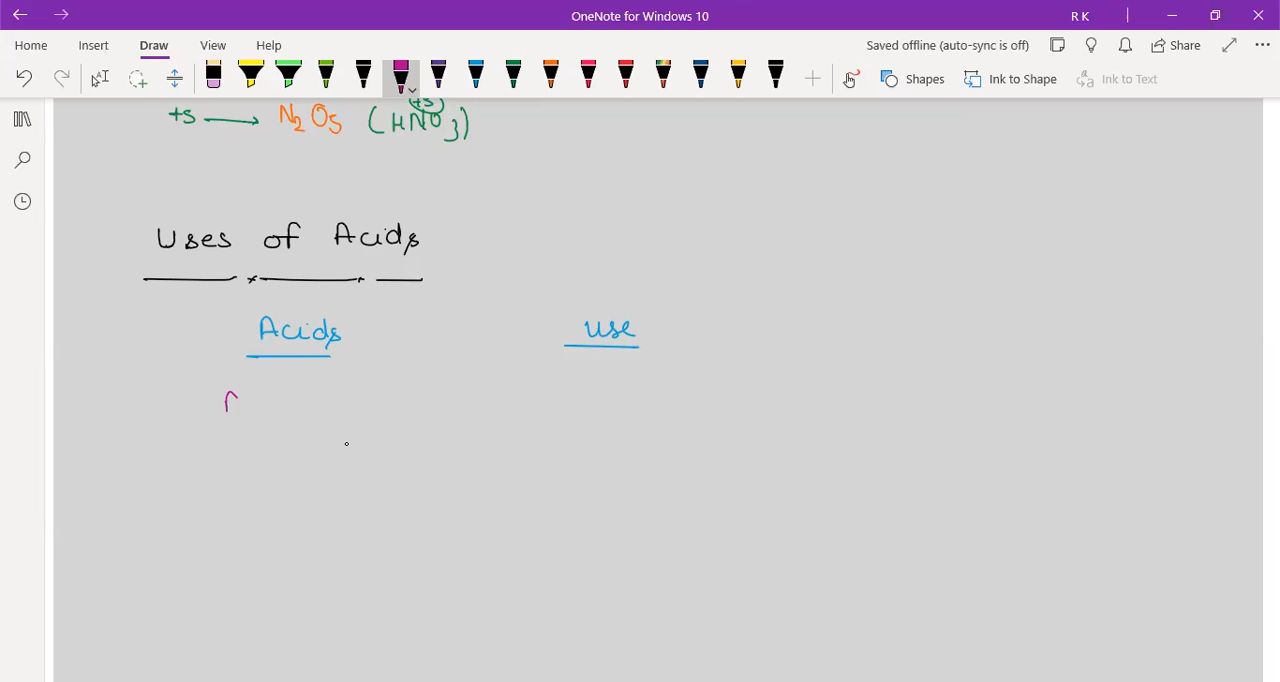 OneNote for Windows 10
R K
Home Insert Draw View Help
Saved offline (auto-sync is off) Share
Shapes Ink to Shape Ink to Text
+5 → N2O5 (HNO3)
+5
Uses of Acids
Acids Use